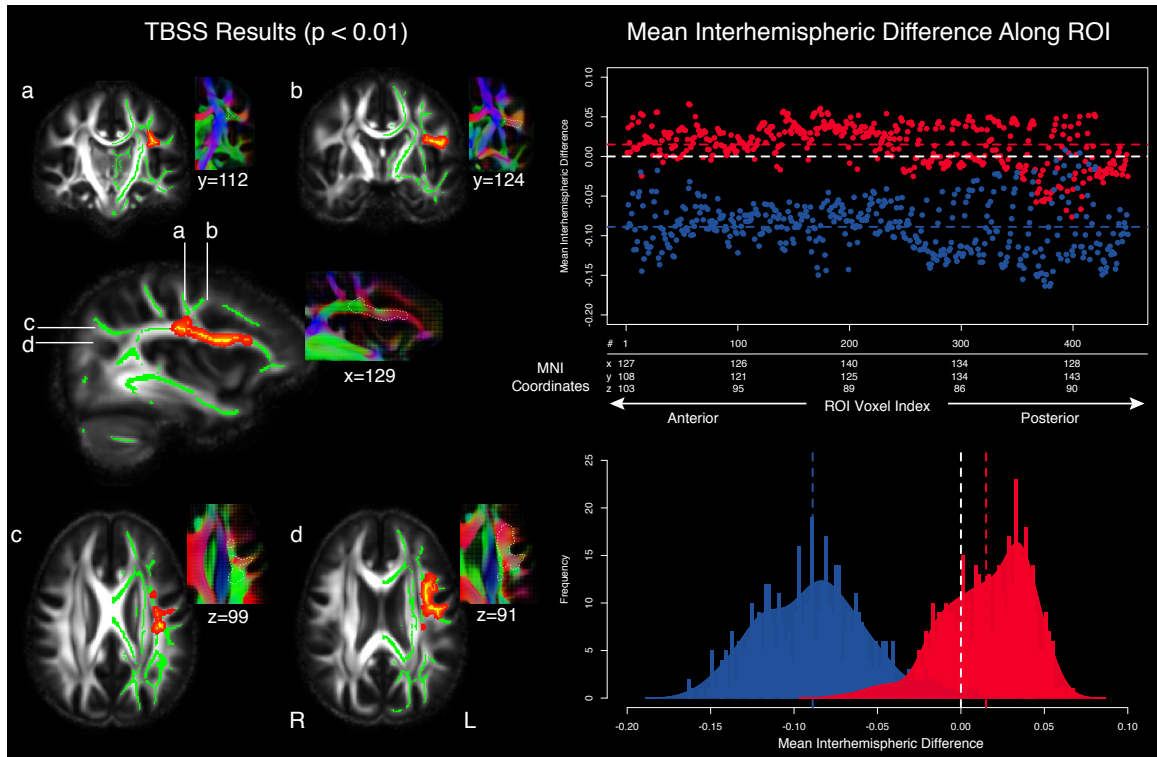 TBSS Results (p < 0.01)
a
y=112
b
y=124
a b
c
d
x=129
c
z=99
d
z=91
R
L
Mean Interhemispheric Difference Along ROI
Mean Interhemispheric Difference
0.10
0.05
0.00
-0.05
-0.10
-0.15
-0.20
# 1 100 200 300 400
MNI Coordinates
x 127 126 140 134 128
y 108 121 125 134 143
z 103 95 89 86 90
ROI Voxel Index
Anterior
Posterior
Frequency
25
20
15
10
5
0
-0.20 -0.15 -0.10 -0.05 0.00 0.05 0.10
Mean Interhemispheric Difference